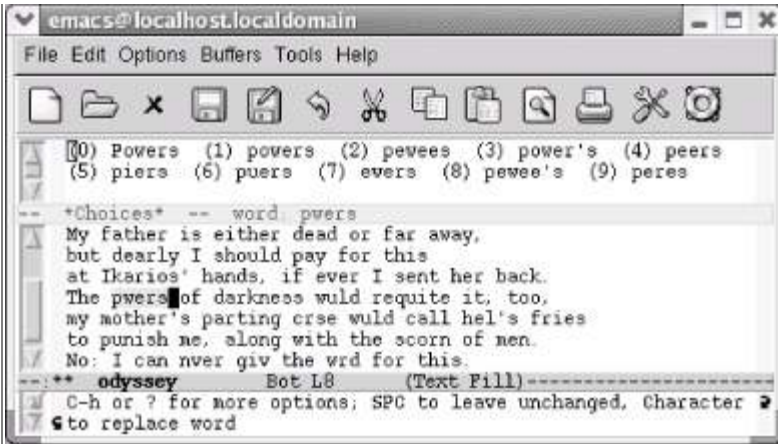 emacs@localhost.localdomain
File Edit Options Buffers Tools Help
(0) Powers (1) powers (2) pewees (3) power's (4) peers
(5) piers (6) puers (7) ewers (8) pewee's (9) peres
-- *Choices* -- word: pwers
My father is either dead or far away,
but dearly I should pay for this
at Ikarios' hands, if ever I sent her back.
The pwers of darkness wuld requite it, too,
my mother's parting crse wuld call hel's fries
to punish me, along with the scorn of men.
No: I can nver giv the wrd for this.
--:** odyssey Bot L8 (Text Fill)-----------------------
C-h or ? for more options; SPC to leave unchanged, Character
to replace word